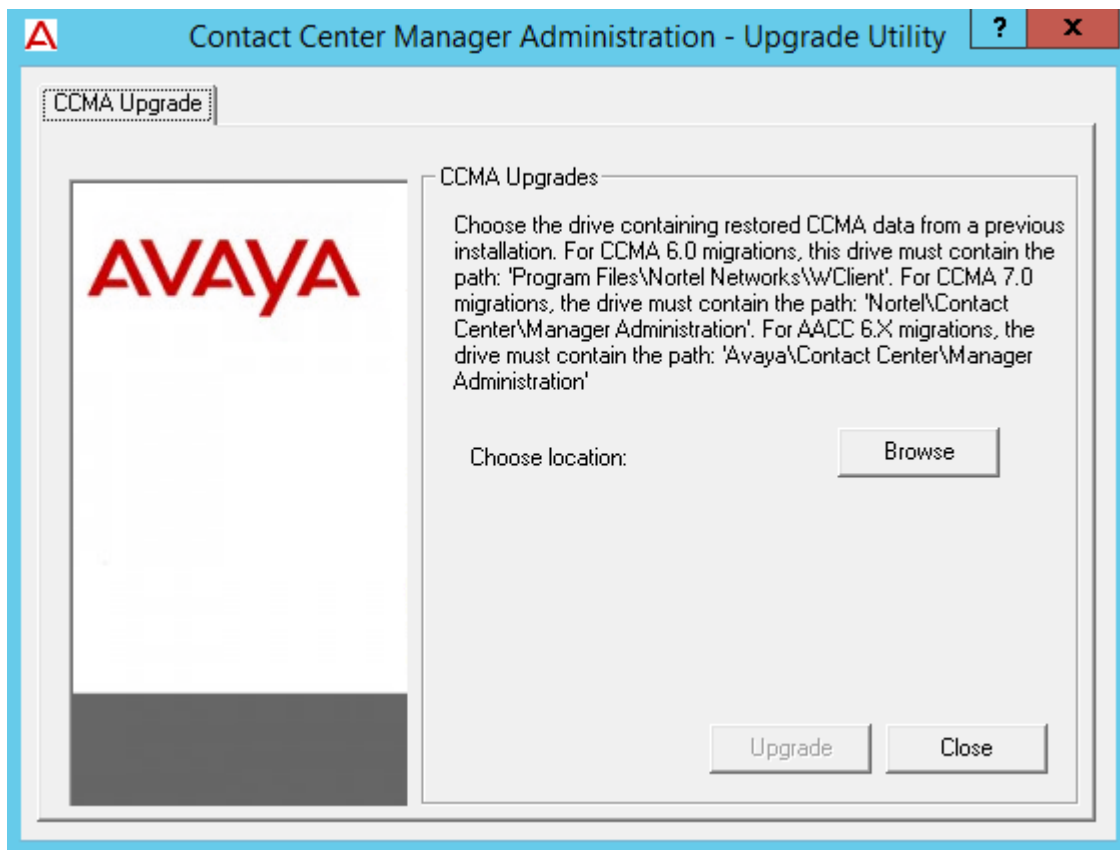 Contact Center Manager Administration - Upgrade Utility ? x
CCMA Upgrade
AVAYA
CCMA Upgrades
Choose the drive containing restored CCMA data from a previous
installation. For CCMA 6.0 migrations, this drive must contain the
path: 'Program Files\Nortel Networks\WClient'. For CCMA 7.0
migrations, the drive must contain the path: 'Nortel\Contact
Center\Manager Administration'. For AACC 6.X migrations, the
drive must contain the path: 'Avaya\Contact Center\Manager
Administration'
Choose location:
Browse
Upgrade
Close